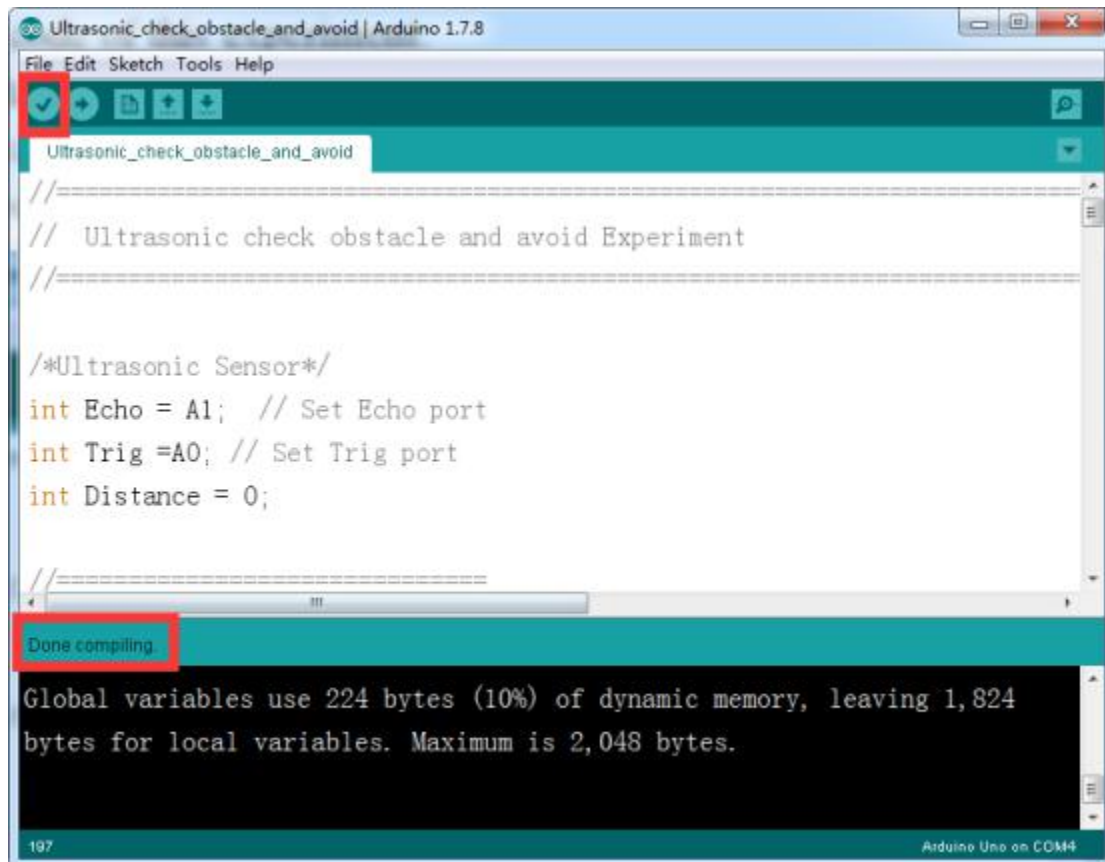 Ultrasonic_check_obstacle_and_avoid | Arduino 1.7.8
File Edit Sketch Tools Help
Ultrasonic_check_obstacle_and_avoid
//==============================================================================
//  Ultrasonic check obstacle and avoid Experiment
//==============================================================================
/*Ultrasonic Sensor*/
int Echo = A1;  // Set Echo port
int Trig =A0; // Set Trig port
int Distance = 0;
//==============================
Done compiling.
Global variables use 224 bytes (10%) of dynamic memory, leaving 1,824
bytes for local variables. Maximum is 2,048 bytes.
197 Arduino Uno on COM4